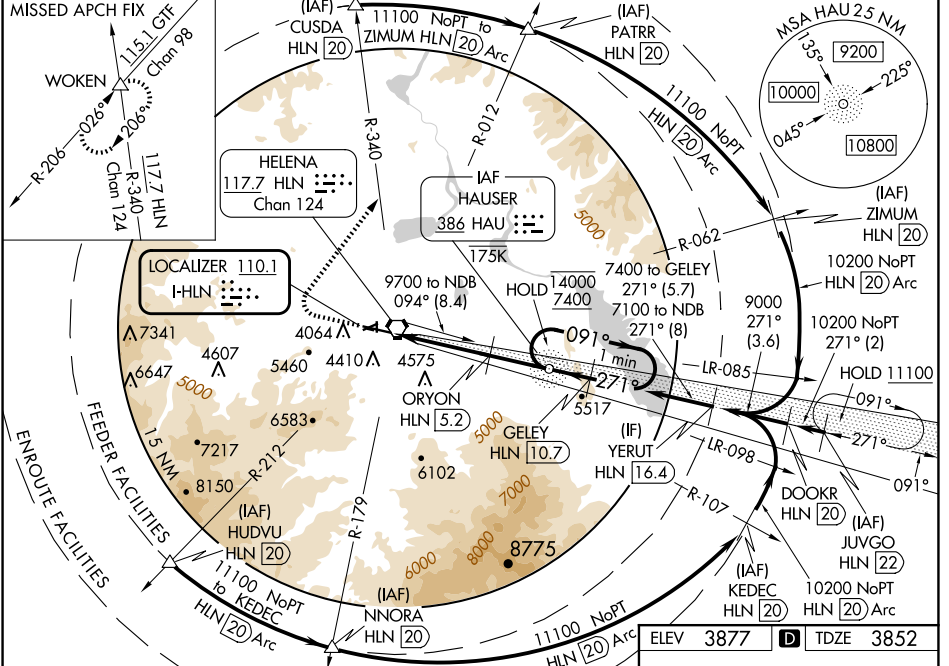 MISSED APCH FIX
115.1 GTF
Chan 98
WOKEN
026°
206°
R-206
R-340
117.7 HLN
Chan 124
(IAF)
CUSDA
HLN 20
11100 NoPT to
ZIMUM HLN 20 Arc
(IAF)
PATRR
HLN 20
MSA HAU 25 NM
135°
9200
225°
10000
045°
10800
11100 NoPT
HLN 20 Arc
R-340
R-012
HELENA
117.7 HLN
Chan 124
IAF
HAUSER
386 HAU
175K
5000
R-062
(IAF)
ZIMUM
HLN 20
10200 NoPT
HLN 20 Arc
LOCALIZER 110.1
I-HLN
9700 to NDB
094° (8.4)
HOLD
14000
7400
7400 to GELEY
271° (5.7)
7100 to NDB
271° (8)
9000
271°
(3.6)
10200 NoPT
271° (2)
HOLD 11100
091°
271°
091°
091°
1 min
271°
LR-085
7341
6647
4607
5000
5460
4064
4410
4575
ORYON
HLN 5.2
5000
5517
GELEY
HLN 10.7
(IF)
YERUT
HLN 16.4
LR-098
R-107
DOOKR
HLN 20
(IAF)
JUVGO
HLN 22
6583
7217
8150
R-212
6102
7000
R-179
6000
8000
8775
15 NM
FEEDER FACILITIES
ENROUTE FACILITIES
(IAF)
HUDVU
HLN 20
11100 NoPT
to KEDEC
HLN 20 Arc
(IAF)
NNORA
HLN 20
11100 NoPT
HLN 20 Arc
(IAF)
KEDEC
HLN 20
10200 NoPT
HLN 20 Arc
ELEV 3877 D TDZE 3852